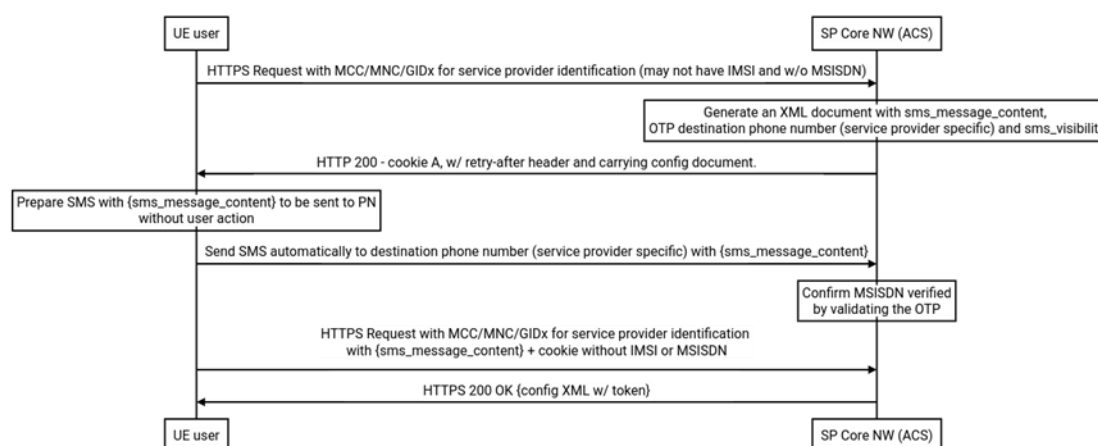 UE user
SP Core NW (ACS)
HTTPS Request with MCC/MNC/GIDx for service provider identification (may not have IMSI and w/o MSISDN)
Generate an XML document with sms_message_content,
OTP destination phone number (service provider specific) and sms_visibilit
HTTP 200 - cookie A, w/ retry-after header and carrying config document.
Prepare SMS with {sms_message_content} to be sent to PN
without user action
Send SMS automatically to destination phone number (service provider specific) with {sms_message_content}
Confirm MSISDN verified
by validating the OTP
HTTPS Request with MCC/MNC/GIDx for service provider identification
with {sms_message_content} + cookie without IMSI or MSISDN
HTTPS 200 OK {config XML w/ token}
UE user
SP Core NW (ACS)